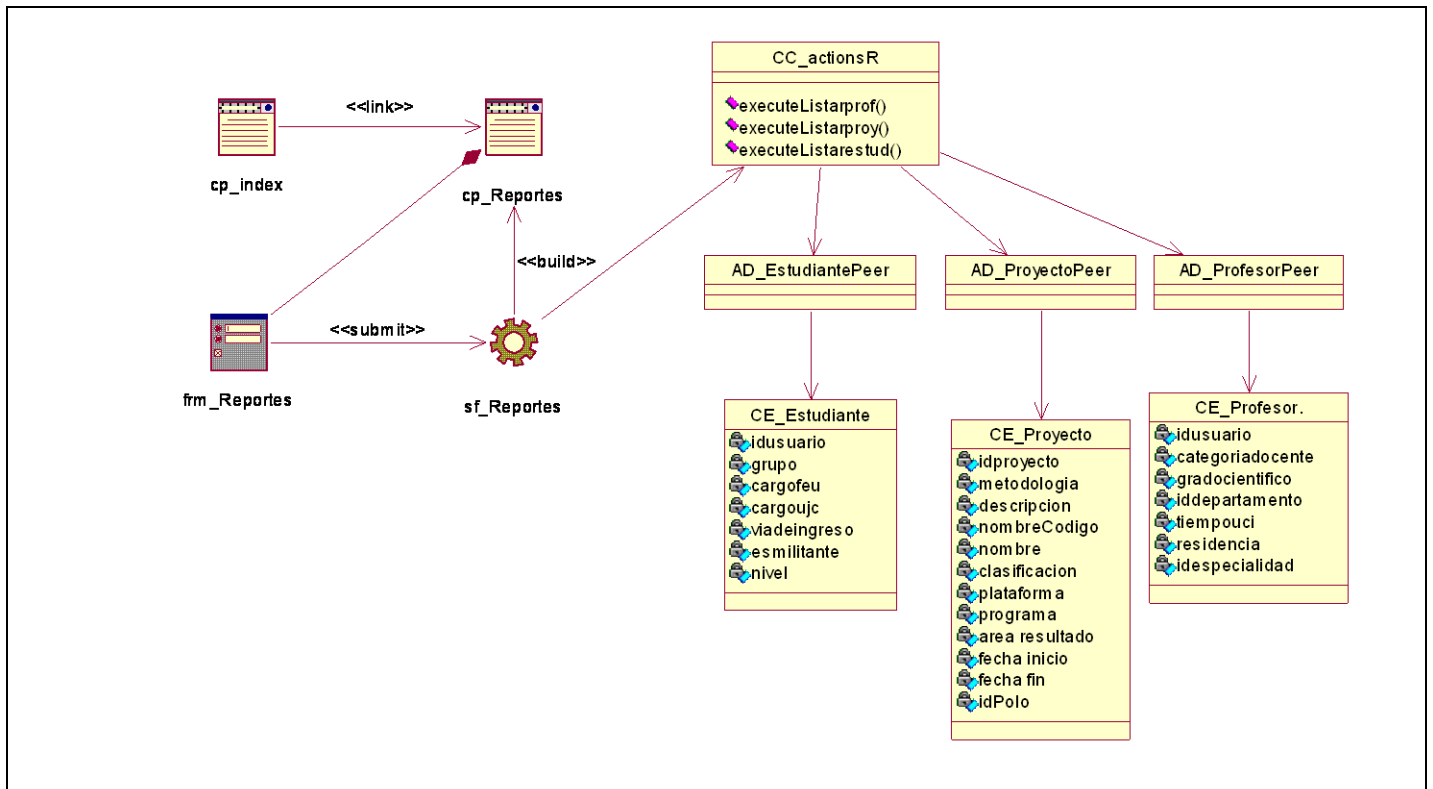 CC_actionsR
executeListarprof()
executeListarproy()
executeListarestud()
<<link>>
cp_index
cp_Reportes
<<build>>
<<submit>>
frm_Reportes
sf_Reportes
AD_EstudiantePeer
AD_ProyectoPeer
AD_ProfesorPeer
CE_Estudiante
idusuario
grupo
cargofeu
cargoujc
viadeingreso
esmilitante
nivel
CE_Proyecto
idproyecto
metodologia
descripcion
nombreCodigo
nombre
clasificacion
plataforma
programa
area resultado
fecha inicio
fecha fin
idPolo
CE_Profesor.
idusuario
categoriadocente
gradocientifico
iddepartamento
tiempouci
residencia
idespecialidad